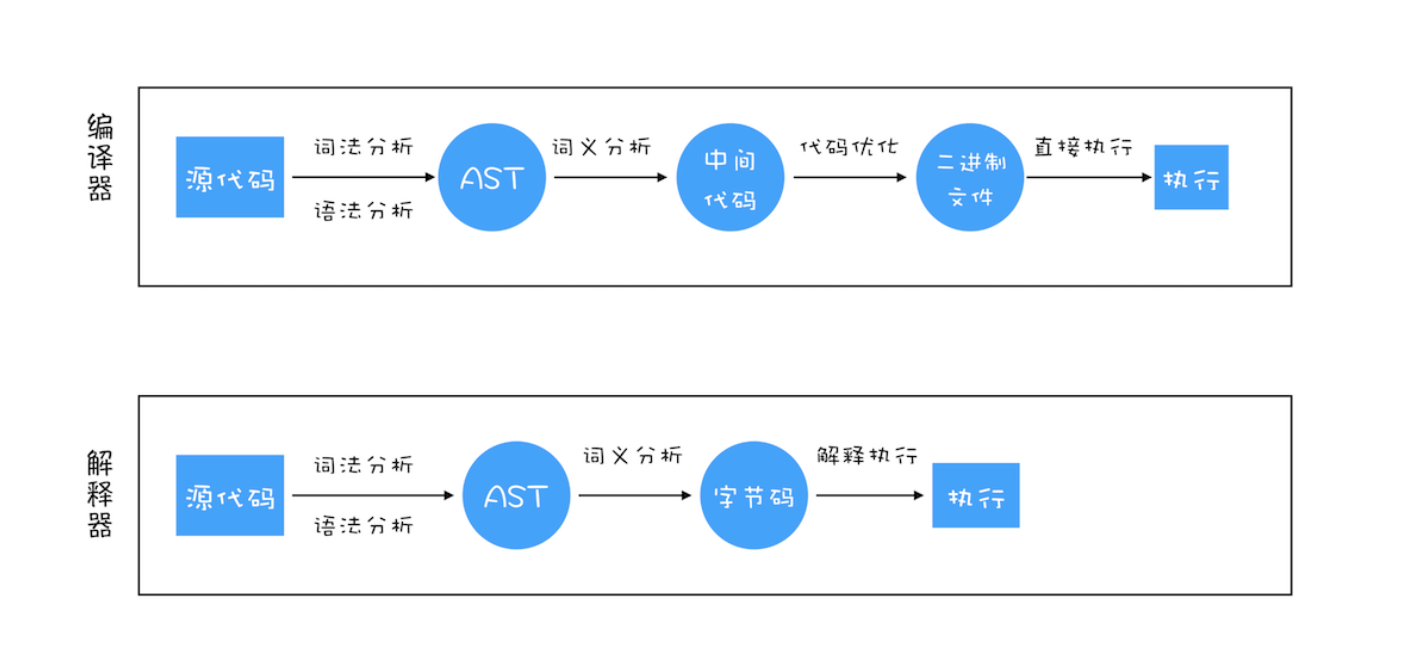 编译器
源代码
词法分析
语法分析
AST
词义分析
中间
代码
代码优化
二进制
文件
直接执行
执行
解释器
源代码
词法分析
语法分析
AST
词义分析
字节码
解释执行
执行